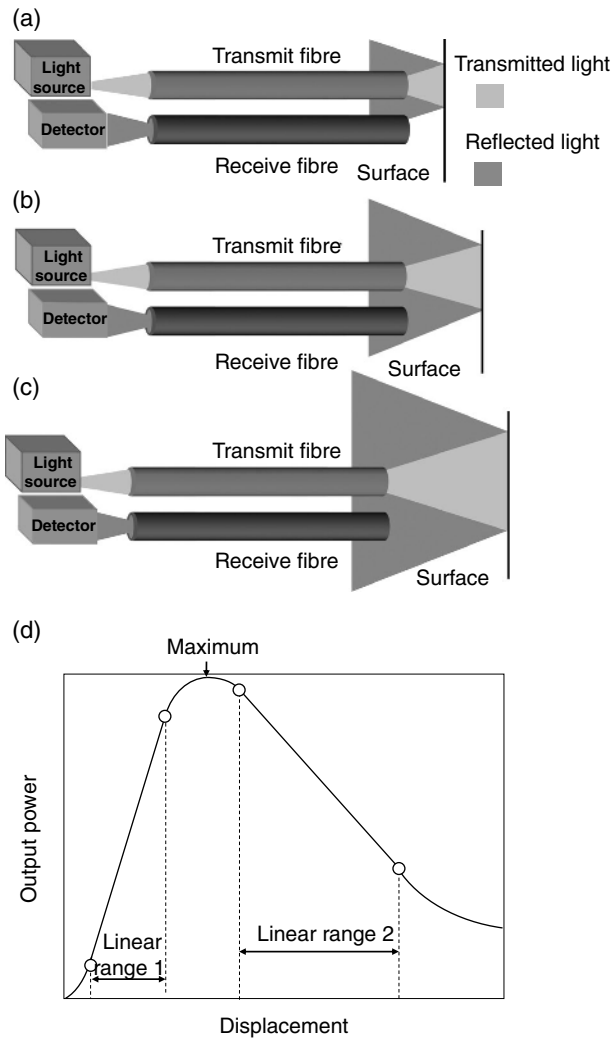 (a)
Transmit fibre
Light
source
Detector
Receive fibre
Surface
Transmitted light
Reflected light
(b)
Transmit fibre
Light
source
Detector
Receive fibre
Surface
(c)
Transmit fibre
Light
source
Detector
Receive fibre
Surface
(d)
Maximum
Output power
Linear
range 1
Linear range 2
Displacement